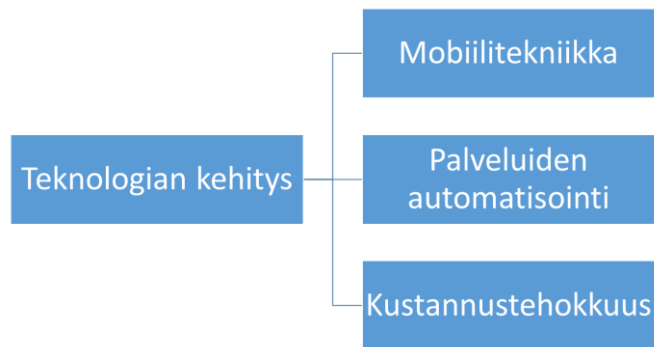 Mobiilitekniikka
Teknologian kehitys
Palveluiden
automatisointi
Kustannustehokkuus